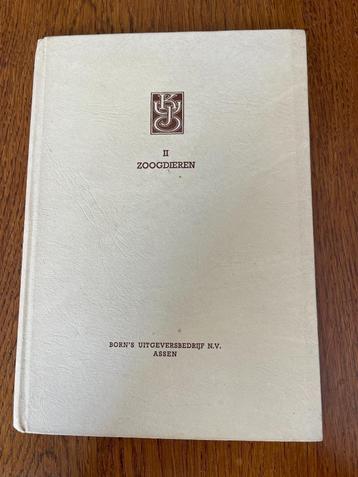 II
ZOOGDIEREN
BORN'S UITGEVERSBEDRIJF N.V.
ASSEN